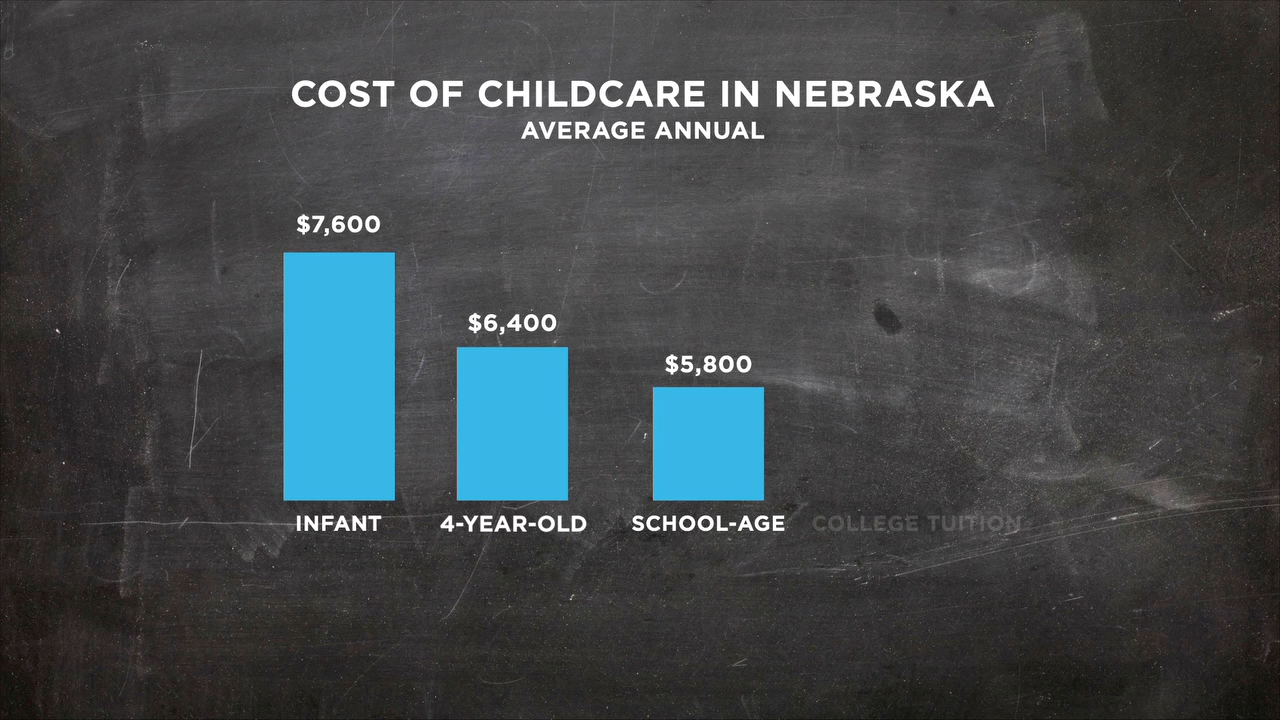 COST OF CHILDCARE IN NEBRASKA
AVERAGE ANNUAL
$7,600
$6,400
$5,800
INFANT
4-YEAR-OLD
SCHOOL-AGE
COLLEGE TUITION